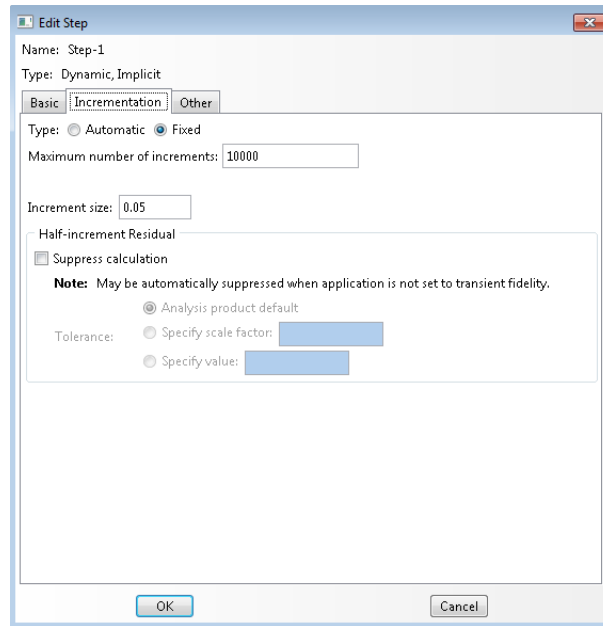 Edit Step
Name: Step-1
Type: Dynamic, Implicit
Basic Incrementation Other
Type: Automatic Fixed
Maximum number of increments: 10000
Increment size: 0.05
Half-increment Residual
Suppress calculation
Note: May be automatically suppressed when application is not set to transient fidelity.
Analysis product default
Tolerance: Specify scale factor:
Specify value:
OK Cancel